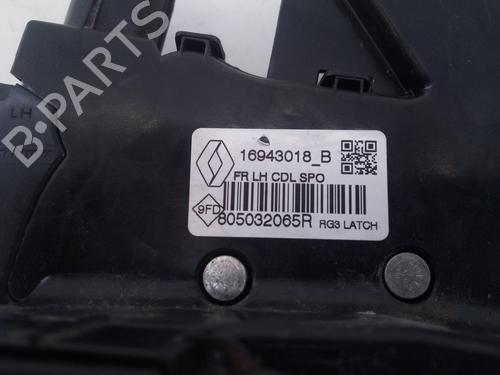 LH
B-PARTS
16943018_B
FR LH CDL SPO
9FD
805032065R RG3 LATCH